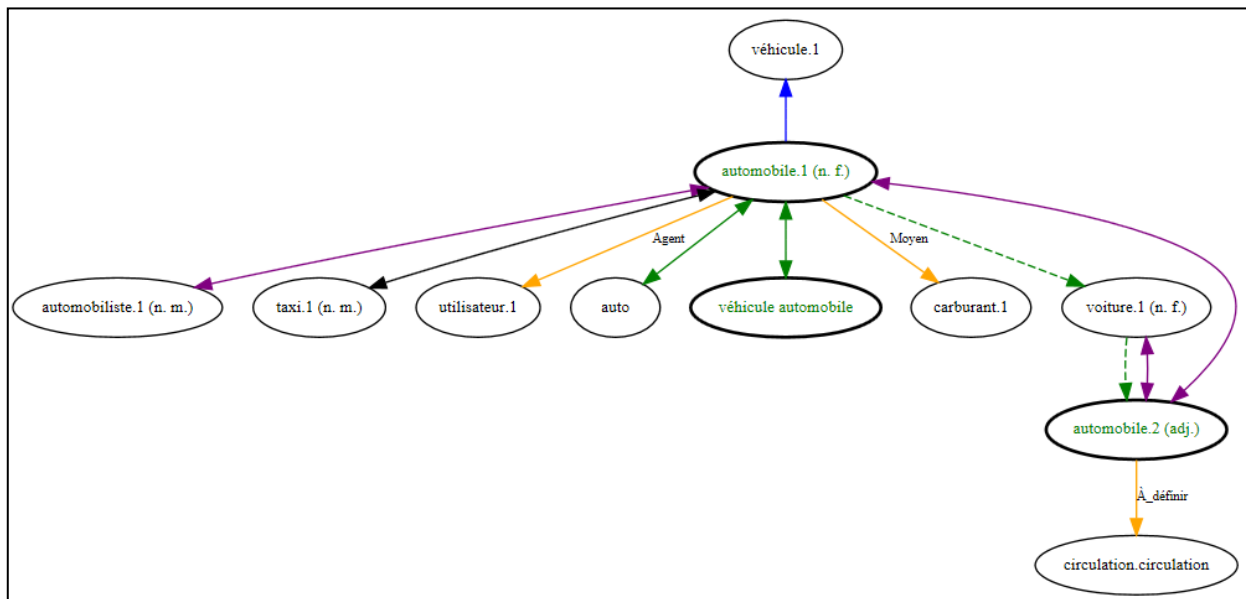 véhicule.1
automobile.1 (n. f.)
Agent
Moyen
automobiliste.1 (n. m.)
taxi.1 (n. m.)
utilisateur.1
auto
véhicule automobile
carburant.1
voiture.1 (n. f.)
automobile.2 (adj.)
À_définir
circulation.circulation